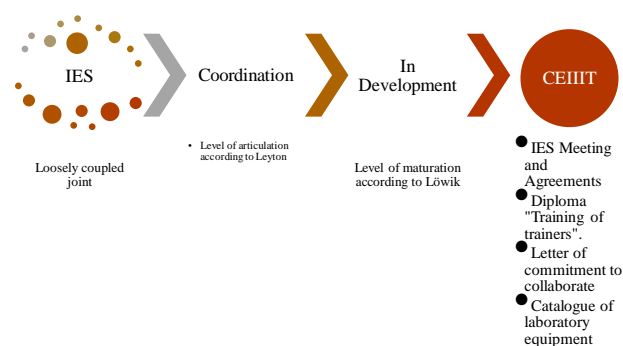 IES
Coordination
In
Development
CEIIIT
Loosely coupled
joint
• Level of articulation
according to Leyton
Level of maturation
according to Löwik
● IES Meeting
and
Agreements
● Diploma
"Training of
trainers".
● Letter of
commitment to
collaborate
● Catalogue of
laboratory
equipment